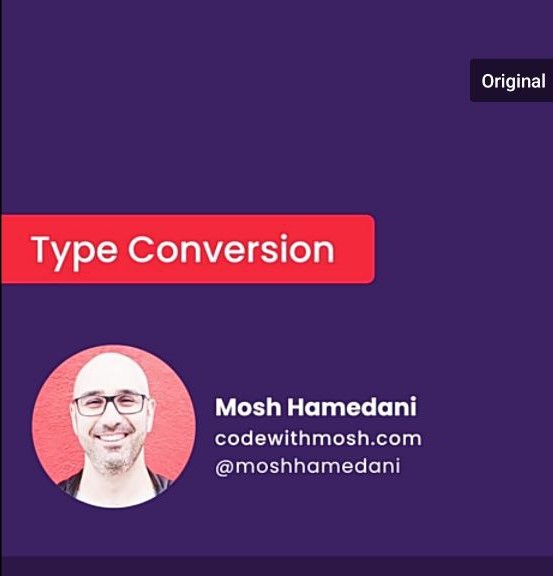 Original
Type Conversion
Mosh Hamedani
codewithmosh.com
@moshhamedani